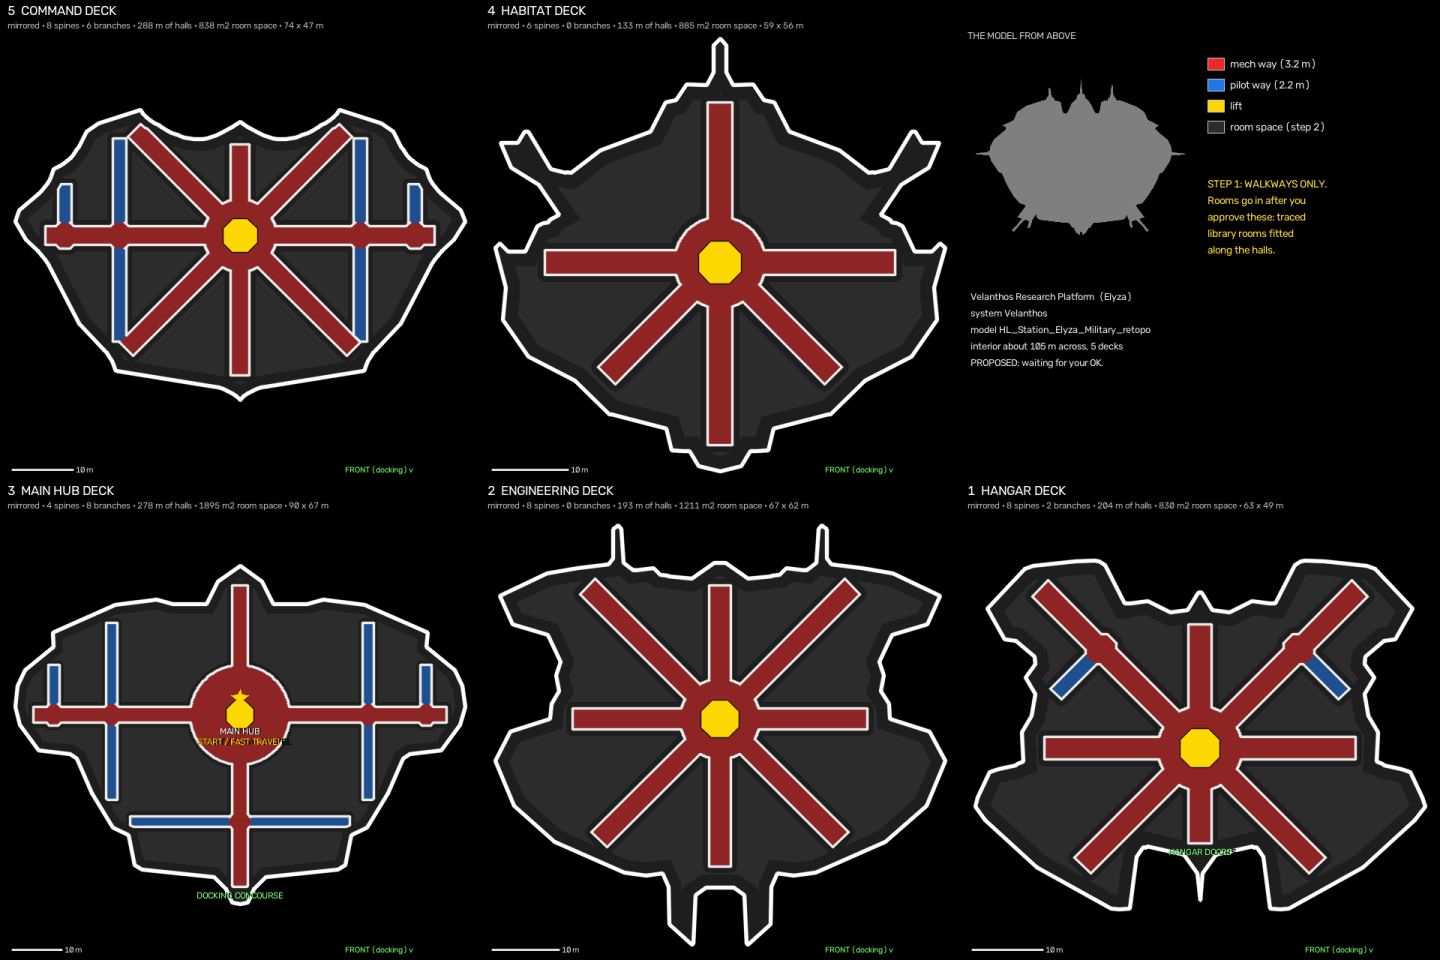 5 COMMAND DECK
mirrored • 8 spines • 6 branches • 288 m of halls • 838 m2 room space • 74 x 47 m
10 m
FRONT (docking) v
4 HABITAT DECK
mirrored • 6 spines • 0 branches • 133 m of halls • 885 m2 room space • 59 x 56 m
10 m
FRONT (docking) v
THE MODEL FROM ABOVE
mech way (3.2 m)
pilot way (2.2 m)
lift
room space (step 2)
STEP 1: WALKWAYS ONLY.
Rooms go in after you
approve these: traced
library rooms fitted
along the halls.
Velanthos Research Platform (Elyza)
system Velanthos
model HL_Station_Elyza_Military_retopo
interior about 105 m across, 5 decks
PROPOSED: waiting for your OK.
3 MAIN HUB DECK
mirrored • 4 spines • 8 branches • 278 m of halls • 1895 m2 room space • 90 x 67 m
MAIN HUB
START / FAST TRAVEL
DOCKING CONCOURSE
10 m
FRONT (docking) v
2 ENGINEERING DECK
mirrored • 8 spines • 0 branches • 193 m of halls • 1211 m2 room space • 67 x 62 m
10 m
FRONT (docking) v
1 HANGAR DECK
mirrored • 8 spines • 2 branches • 204 m of halls • 830 m2 room space • 63 x 49 m
HANGAR DOORS
10 m
FRONT (docking) v